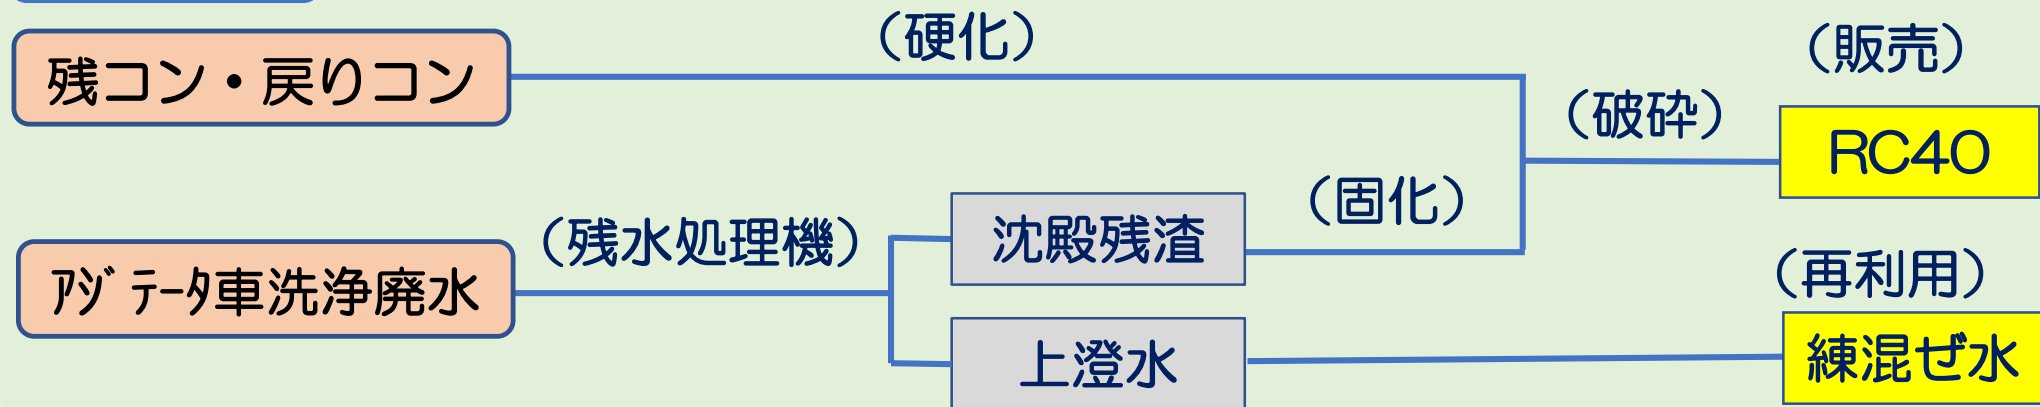 （硬化）
（販売）
残コン・戻りコン
（破砕）
RC40
（固化）
（残水処理機）
沈殿残渣
ｱｼﾞﾃｰﾀ車洗浄廃水
（再利用）
上澄水
練混ぜ水